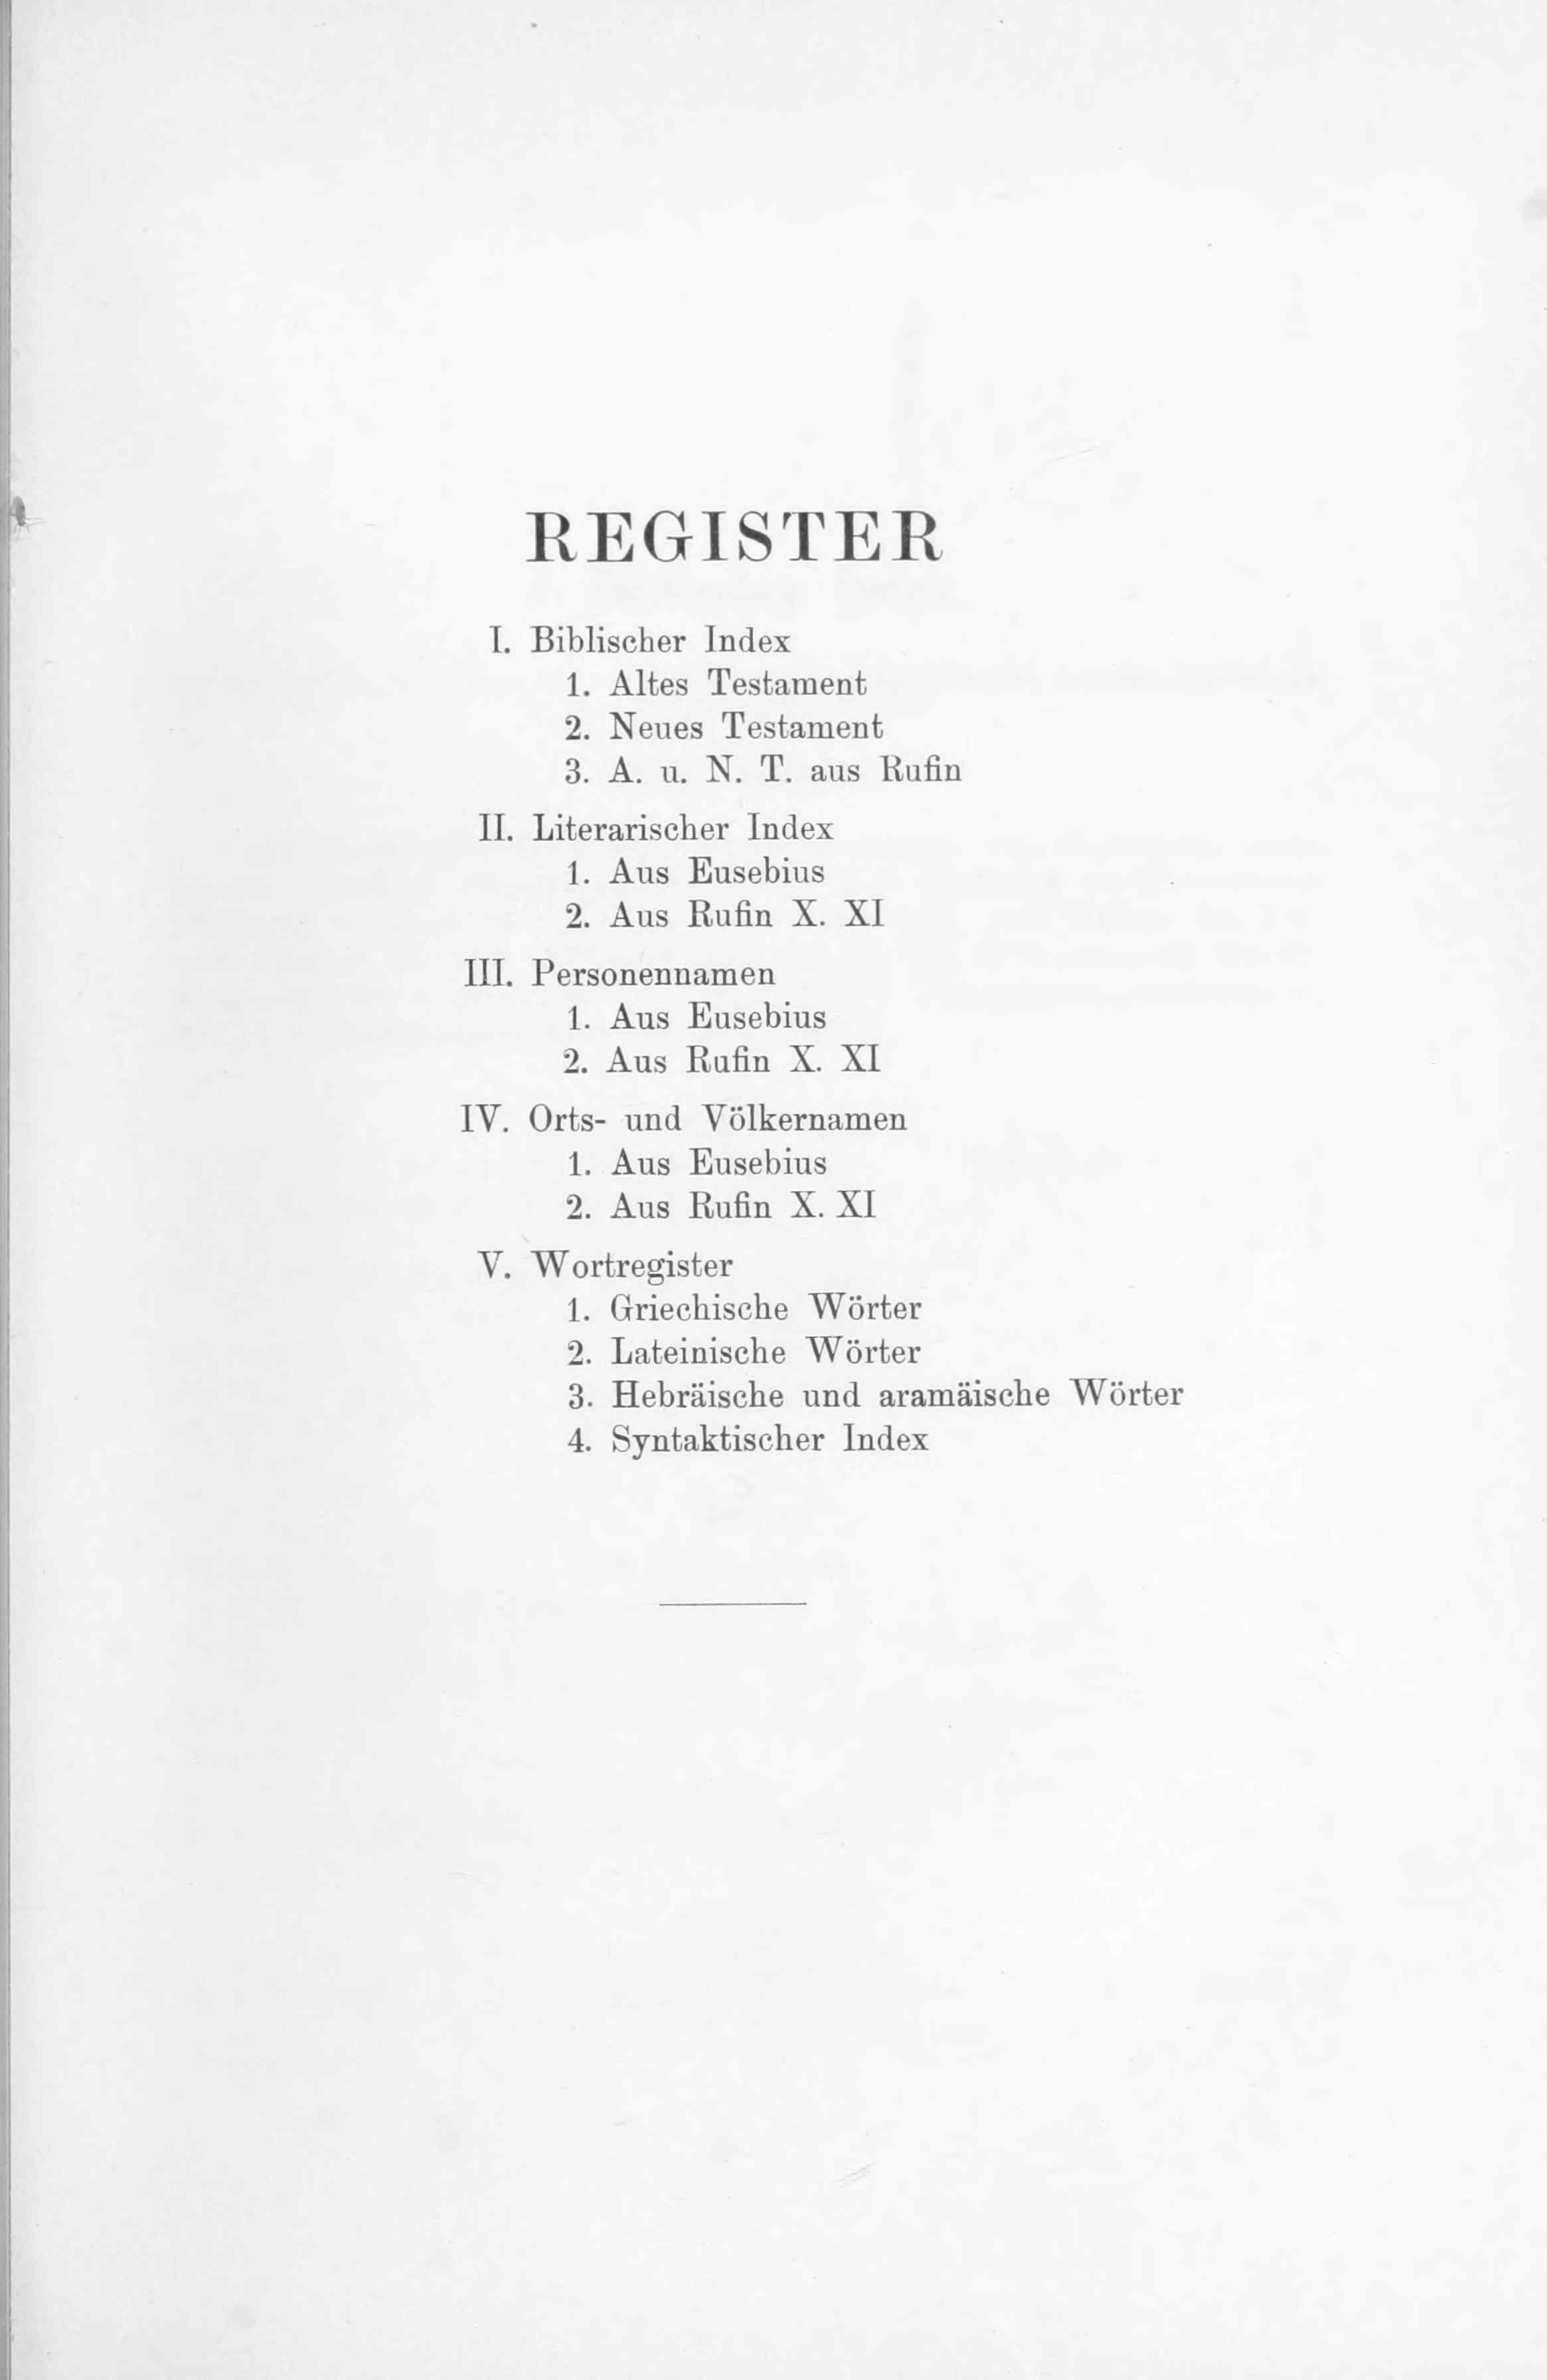 REGISTER
I. Biblischer Index
1. Altes Testament
2. Neues Testament
3. A. u. N. T. aus Rufin
II. Literarischer Index
1. Aus Eusebius
2. Aus Rufin X. XI
III. Personennamen
1. Aus Eusebius
2. Aus Rufin X. XI
IV. Orts- und Völkernamen
1. Aus Eusebius
2. Aus Rufin X. XI
V. Wortregister
1. Griechische Wörter
2. Lateinische Wörter
3. Hebräische und aramäische Wörter
4. Syntaktischer Index